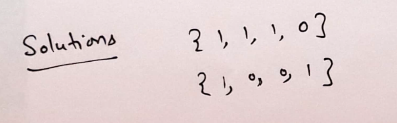 Solutions { 1, 1, 1, 0 }
{ 1, 0, 0, 1 }